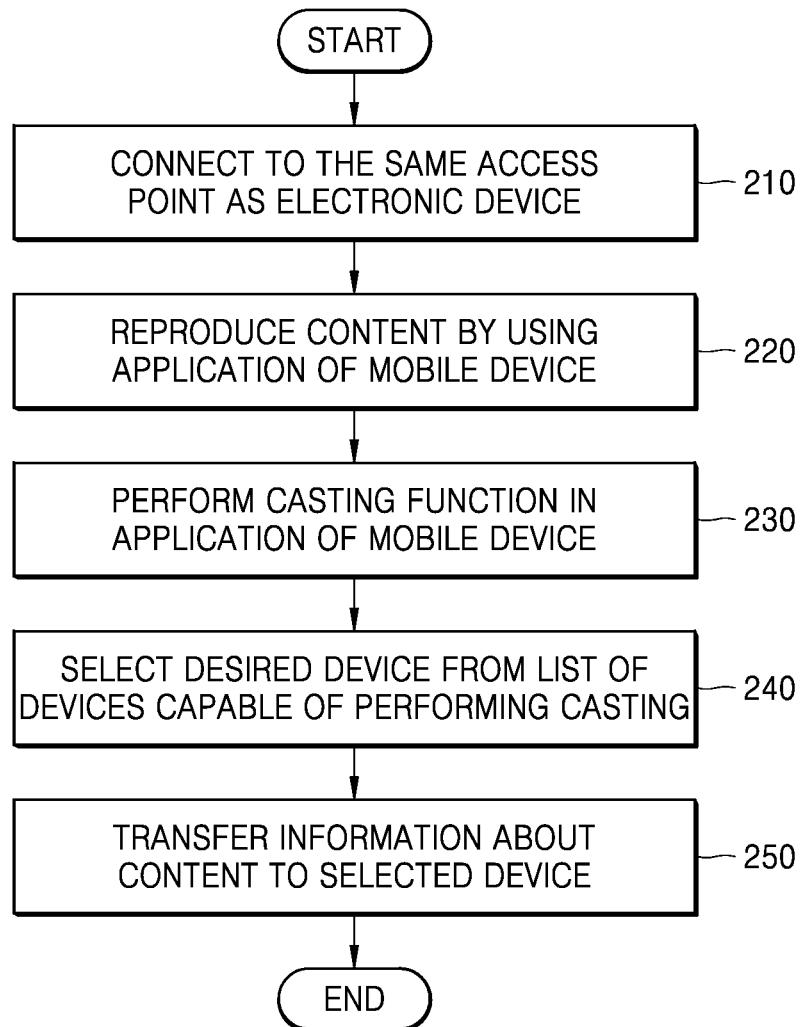 START
CONNECT TO THE SAME ACCESS
POINT AS ELECTRONIC DEVICE
210
REPRODUCE CONTENT BY USING
APPLICATION OF MOBILE DEVICE
220
PERFORM CASTING FUNCTION IN
APPLICATION OF MOBILE DEVICE
230
SELECT DESIRED DEVICE FROM LIST OF
DEVICES CAPABLE OF PERFORMING CASTING
240
TRANSFER INFORMATION ABOUT
CONTENT TO SELECTED DEVICE
250
END